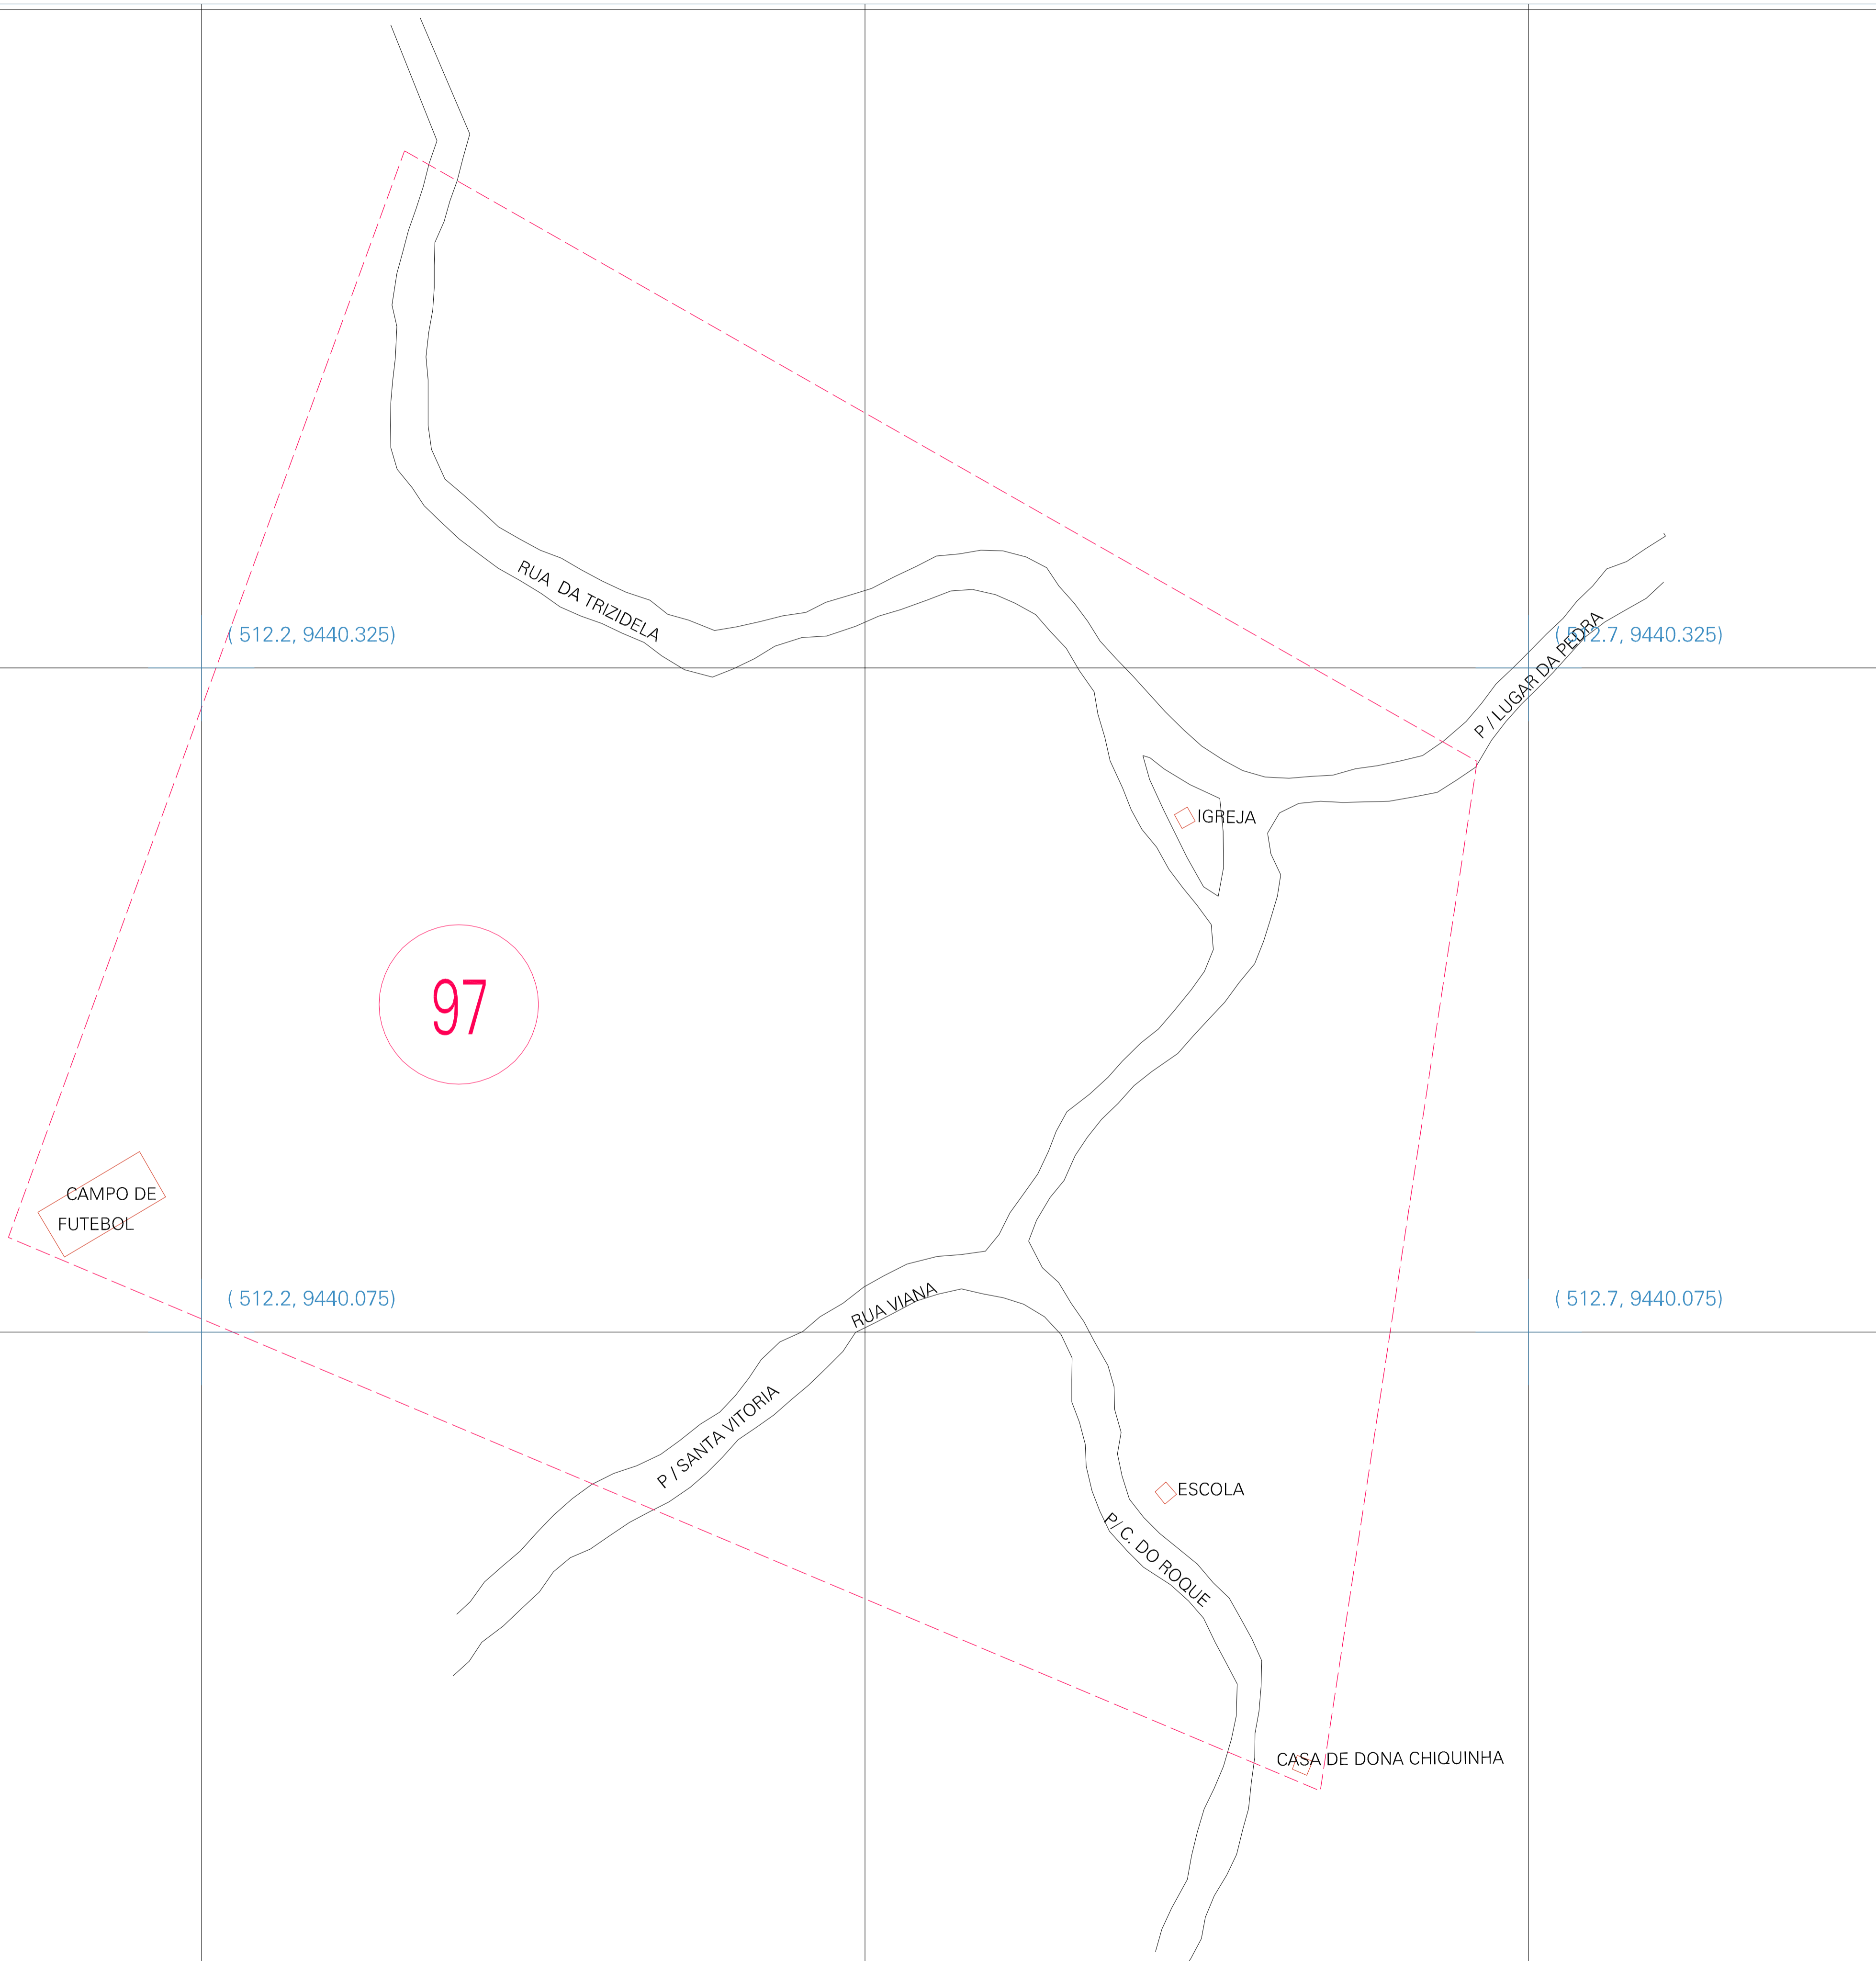 RUA DA TRIZIDELA
( 512.2, 9440.325)
( 512.7, 9440.325)
P / LUGAR DA PEDRA
IGREJA
97
CAMPO DE
FUTEBOL
( 512.2, 9440.075)
RUA VIANA
( 512.7, 9440.075)
P / SANTA VITORIA
ESCOLA
P/ C. DO ROQUE
CASA DE DONA CHIQUINHA